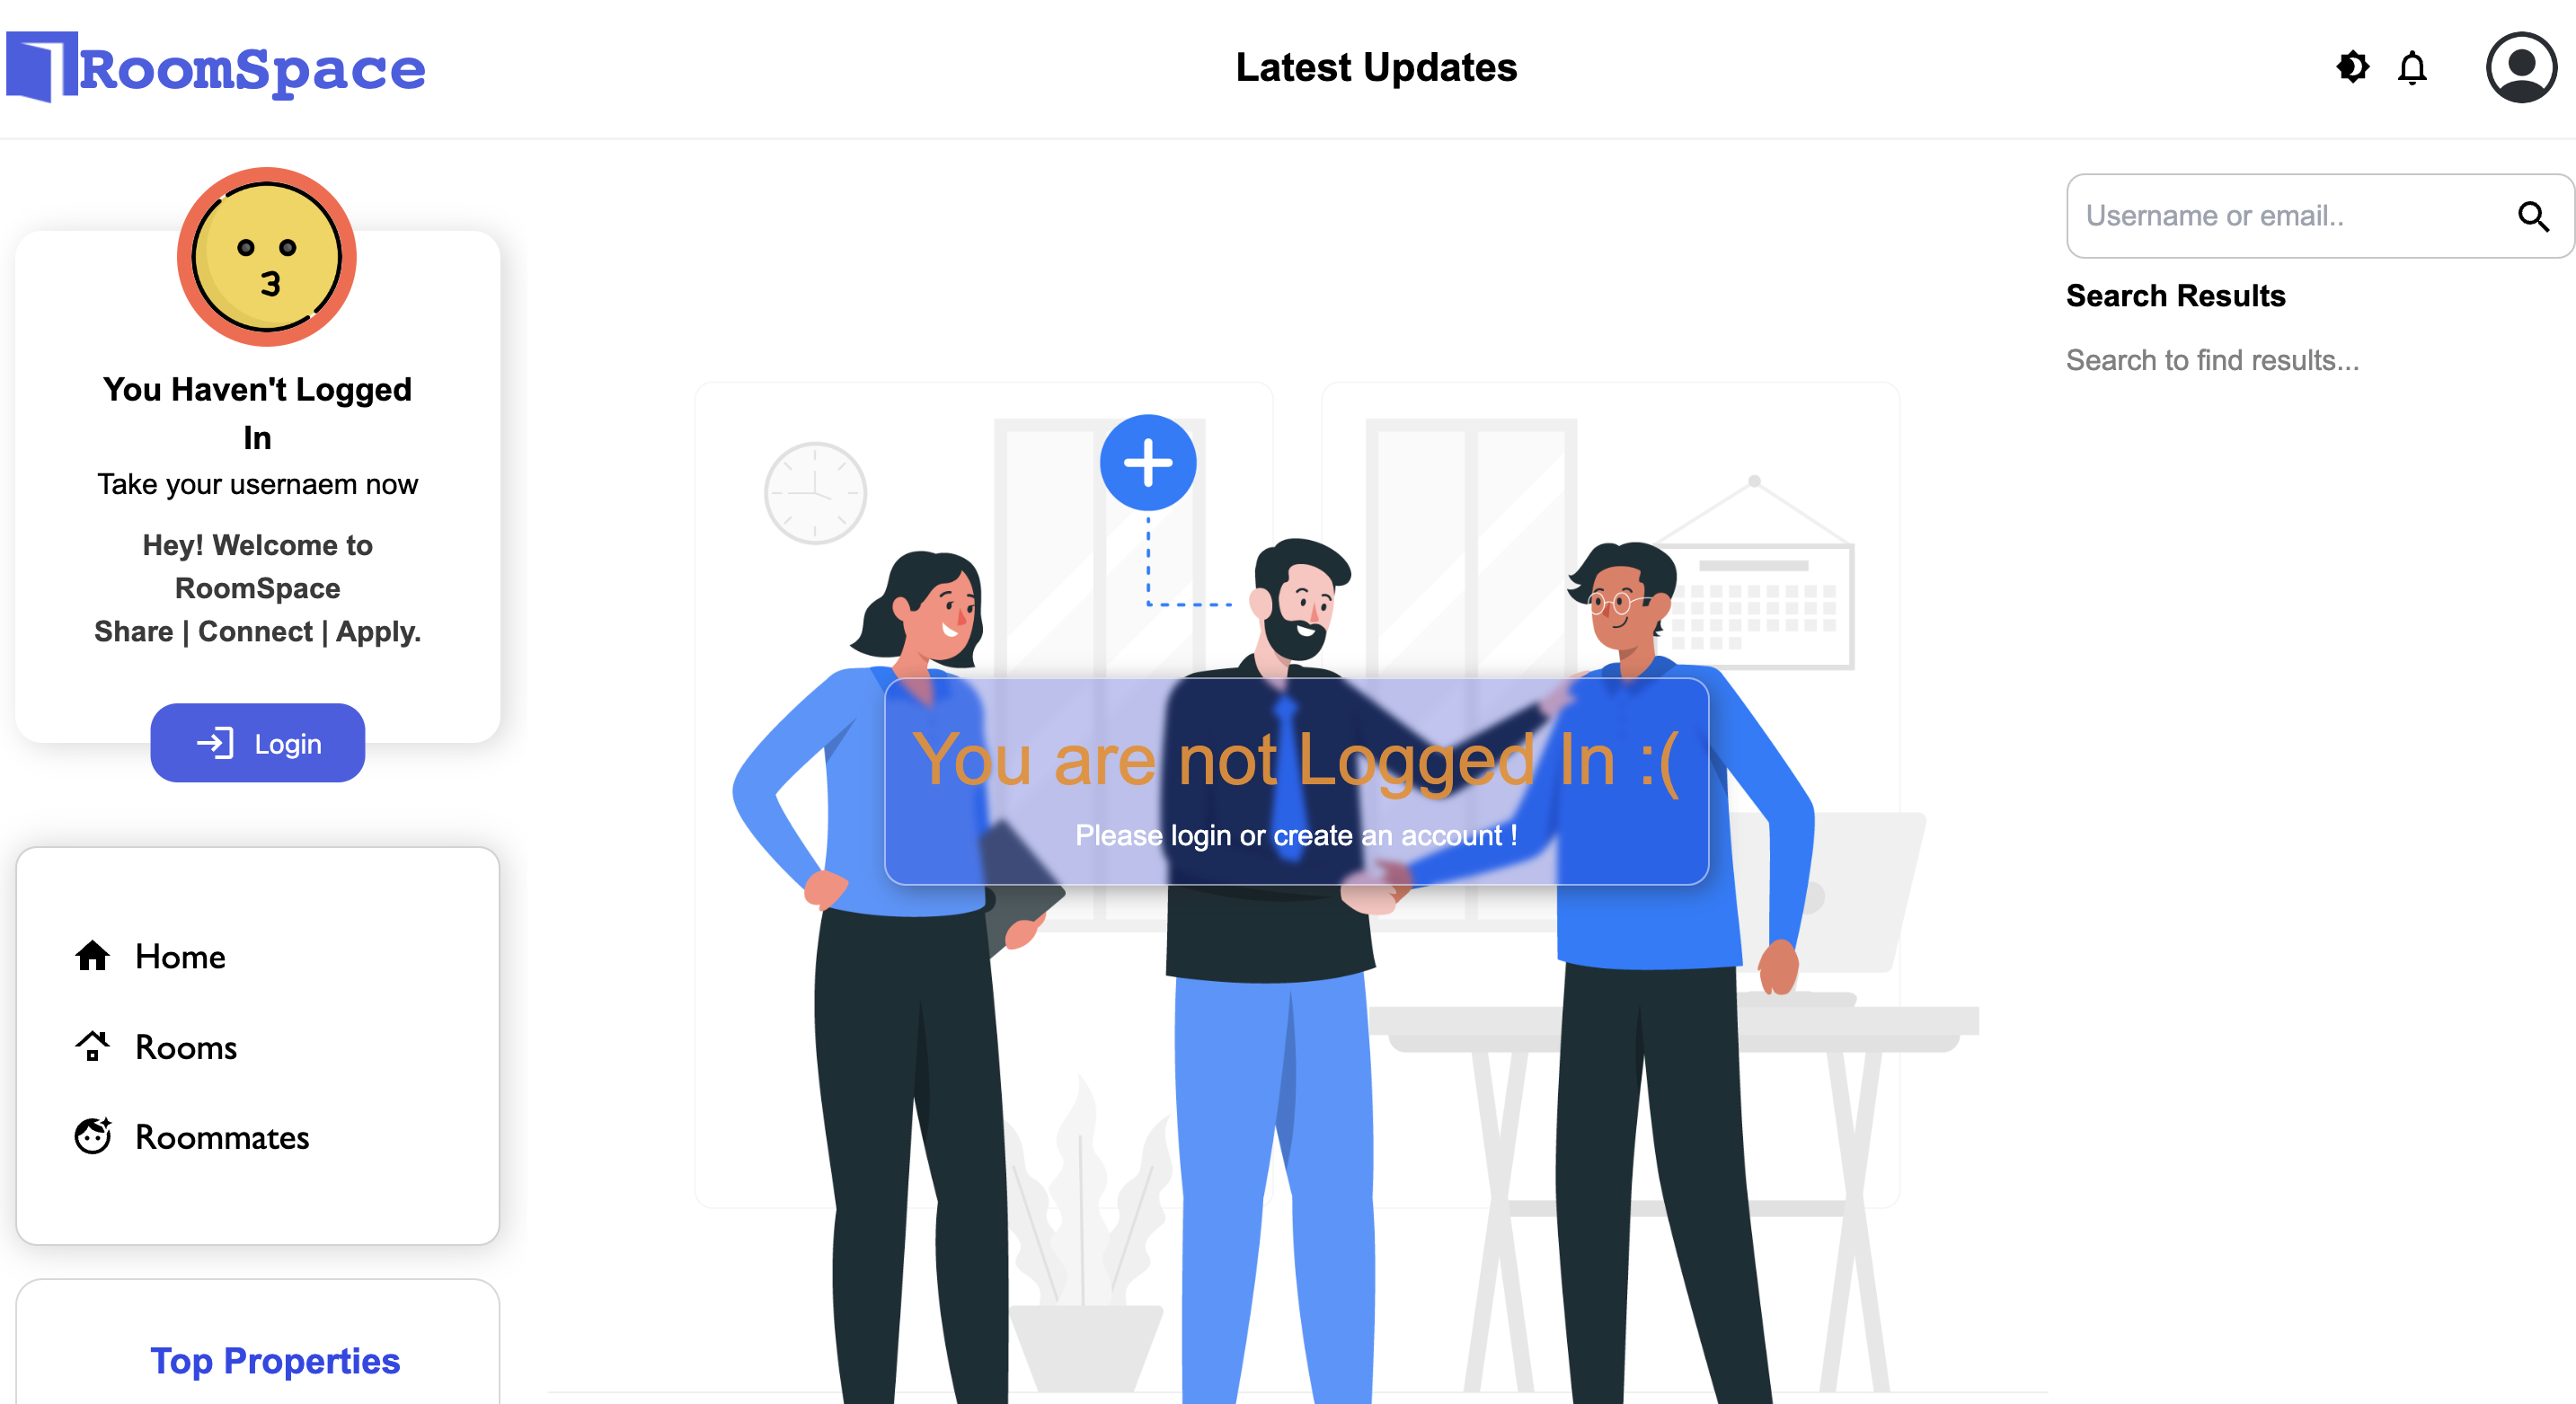 RoomSpace
Latest Updates
You Haven't Logged
In
Take your usernaem now
Hey! Welcome to
RoomSpace
Share | Connect | Apply.
Login
Home
Rooms
Roommates
Top Properties
You are not Logged In :(
Please login or create an account !
Username or email..
Search Results
Search to find results...